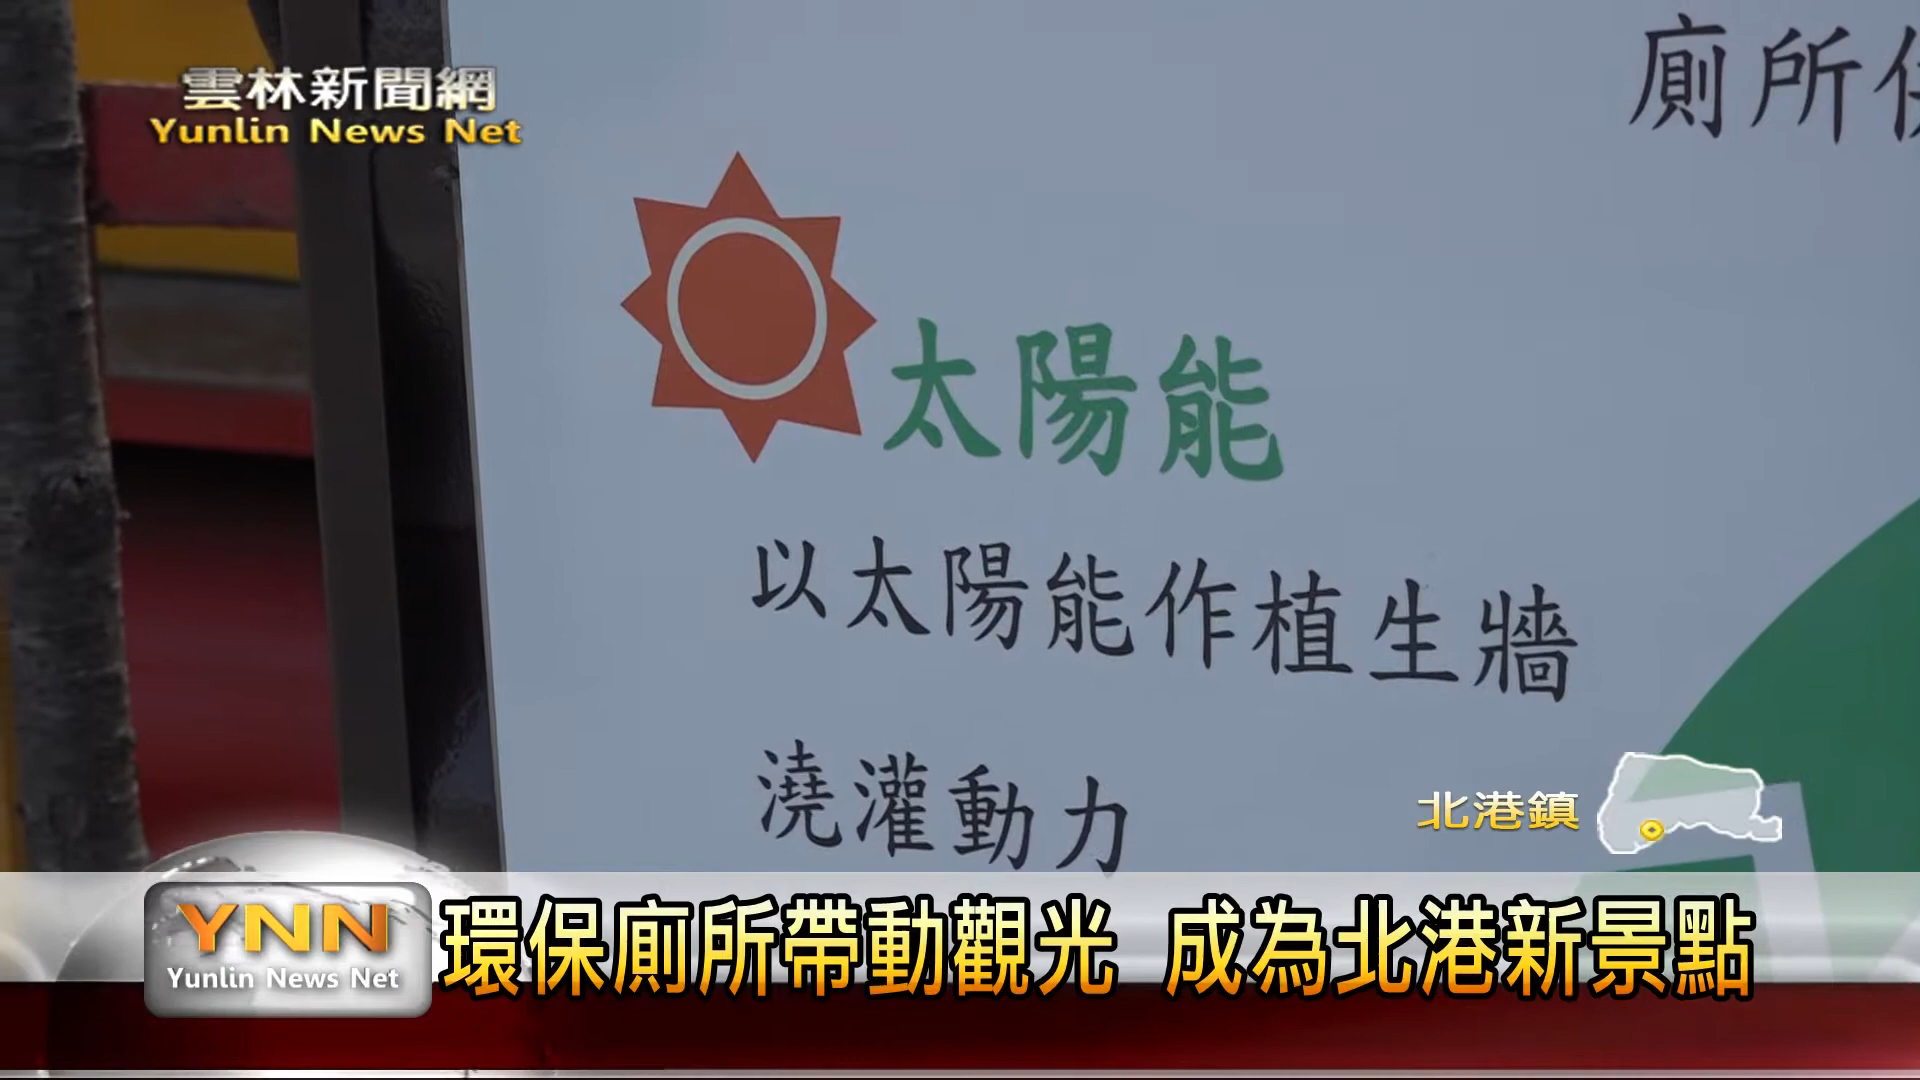 雲林新聞網
Yunlin News Net
廁所
太陽能
以太陽能作植生牆
澆灌動力
北港鎮
YNN
Yunlin News Net
環保廁所帶動觀光 成為北港新景點